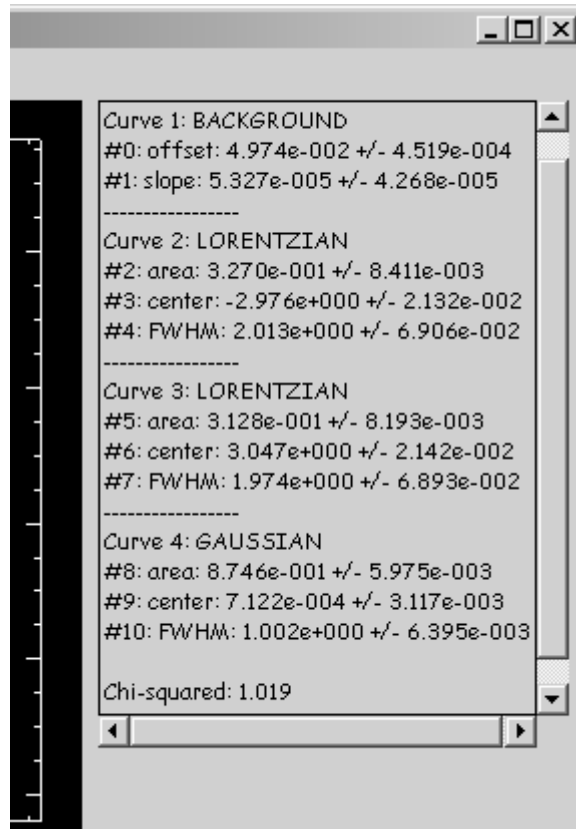 Curve 1: BACKGROUND
#0: offset: 4.974e-002 +/- 4.519e-004
#1: slope: 5.327e-005 +/- 4.268e-005
-----------------
Curve 2: LORENTZIAN
#2: area: 3.270e-001 +/- 8.411e-003
#3: center: -2.976e+000 +/- 2.132e-002
#4: FWHM: 2.013e+000 +/- 6.906e-002
-----------------
Curve 3: LORENTZIAN
#5: area: 3.128e-001 +/- 8.193e-003
#6: center: 3.047e+000 +/- 2.142e-002
#7: FWHM: 1.974e+000 +/- 6.893e-002
-----------------
Curve 4: GAUSSIAN
#8: area: 8.746e-001 +/- 5.975e-003
#9: center: 7.122e-004 +/- 3.117e-003
#10: FWHM: 1.002e+000 +/- 6.395e-003
Chi-squared: 1.019